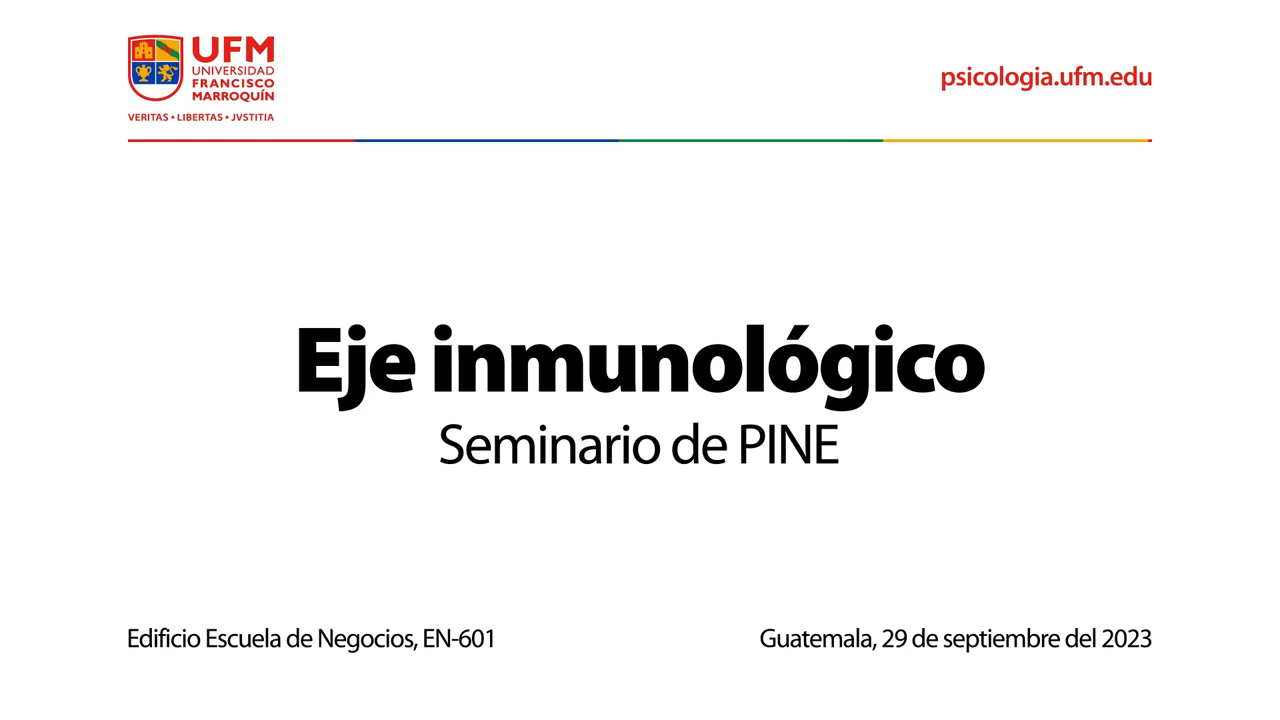 UFM
UNIVERSIDAD
FRANCISCO
MARROQUÍN
VERITAS • LIBERTAS • JVSTITIA
psicologia.ufm.edu
Eje inmunológico
Seminario de PINE
Edificio Escuela de Negocios, EN-601
Guatemala, 29 de septiembre del 2023